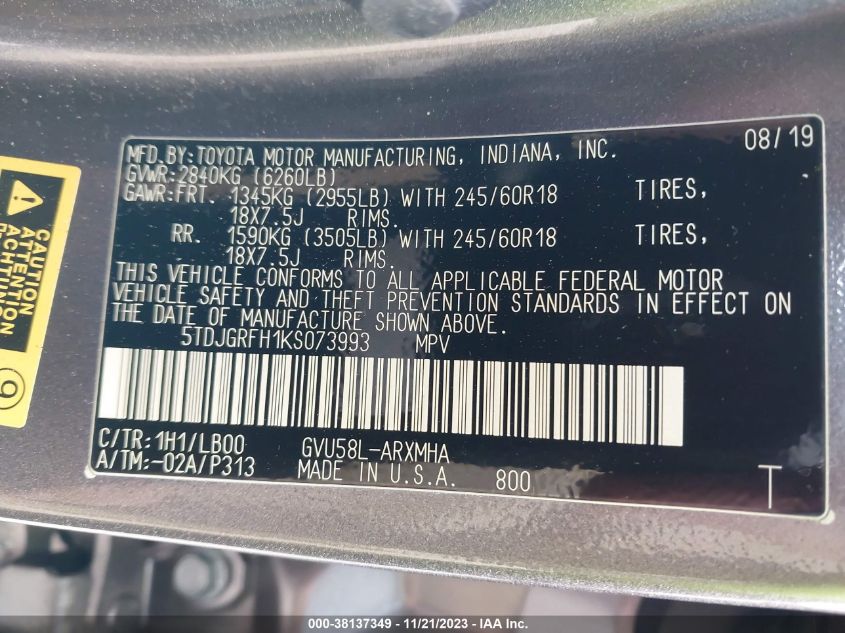 MFD.BY:TOYOTA MOTOR MANUFACTURING, INDIANA, INC. 08/19
GVWR:2840KG (6260LB)
GAWR:FRT. 1345KG (2955LB) WITH 245/60R18 TIRES,
18X7.5J RIMS.
RR. 1590KG (3505LB) WITH 245/60R18 TIRES,
18X7.5J RIMS.
THIS VEHICLE CONFORMS TO ALL APPLICABLE FEDERAL MOTOR
VEHICLE SAFETY AND THEFT PREVENTION STANDARDS IN EFFECT ON
THE DATE OF MANUFACTURE SHOWN ABOVE.
5TDJGRFH1KS073993 MPV
C/TR:1H1/LB00 GVU58L-ARXMHA
A/TM:-02A/P313 MADE IN U.S.A. 800 T
CAUTION
ATTENTION
ACHTUNG
9
000-38137349 - 11/21/2023 - IAA Inc.